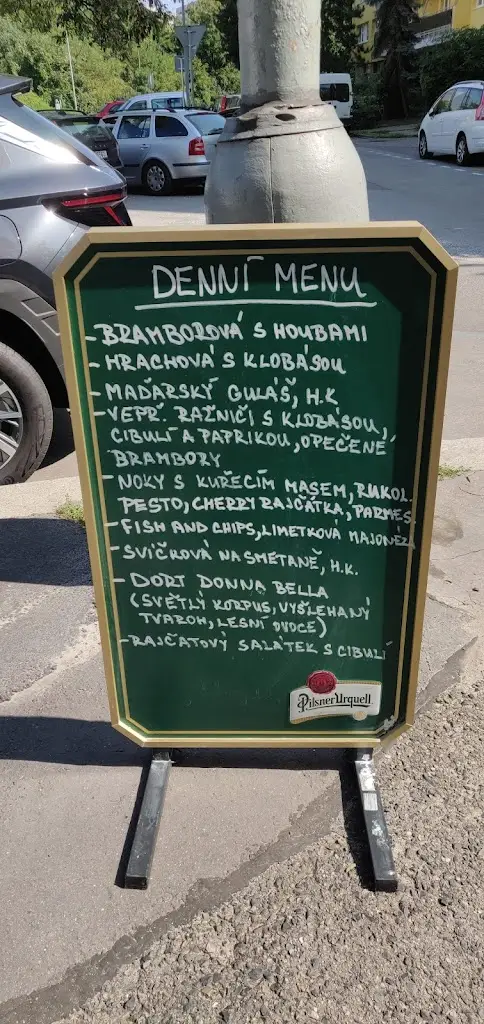 DENNÍ MENU
- BRAMBOROVÁ S HOUBAMI
- HRACHOVÁ S KLOBÁSOU
- MAĎARSKÝ GULÁŠ, H.K
- VEPŘ. RAŽNIČI S KLOBÁSOU,
CIBULÍ A PAPRIKOU, OPEČENÉ
BRAMBORY
- NOKY S KUŘECÍM MASEM, RUKOL.
PESTO, CHERRY RAJČÁTKA, PARMES.
- FISH AND CHIPS, LIMETKOVÁ MAJONÉZA
- SVÍČKOVÁ NA SMETANĚ, H.K.
- DORT DONNA BELLA
(SVĚTLÝ KORPUS, VYŠLEHANÝ
TVAROH, LESNÍ OVOCE)
- RAJČATOVÝ SALÁTEK S CIBULÍ
Pilsner Urquell